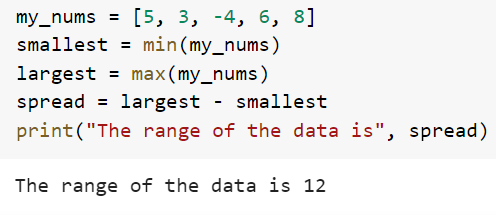 my_nums = [5, 3, -4, 6, 8]
smallest = min(my_nums)
largest = max(my_nums)
spread = largest - smallest
print("The range of the data is", spread)
The range of the data is 12